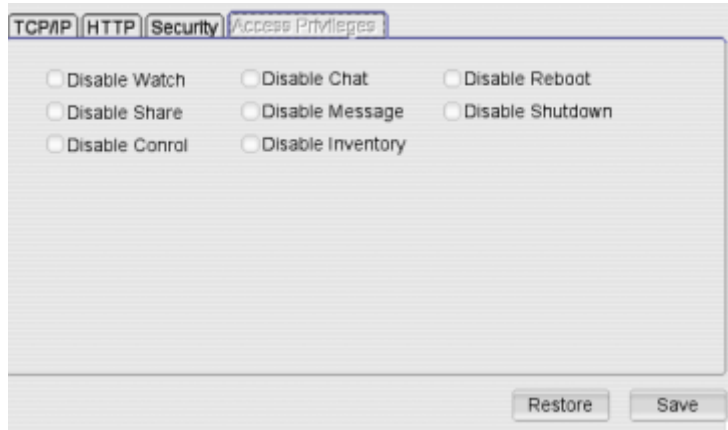 TCP/IP HTTP Security Access Privileges
Disable Watch Disable Chat Disable Reboot
Disable Share Disable Message Disable Shutdown
Disable Conrol Disable Inventory
Restore Save